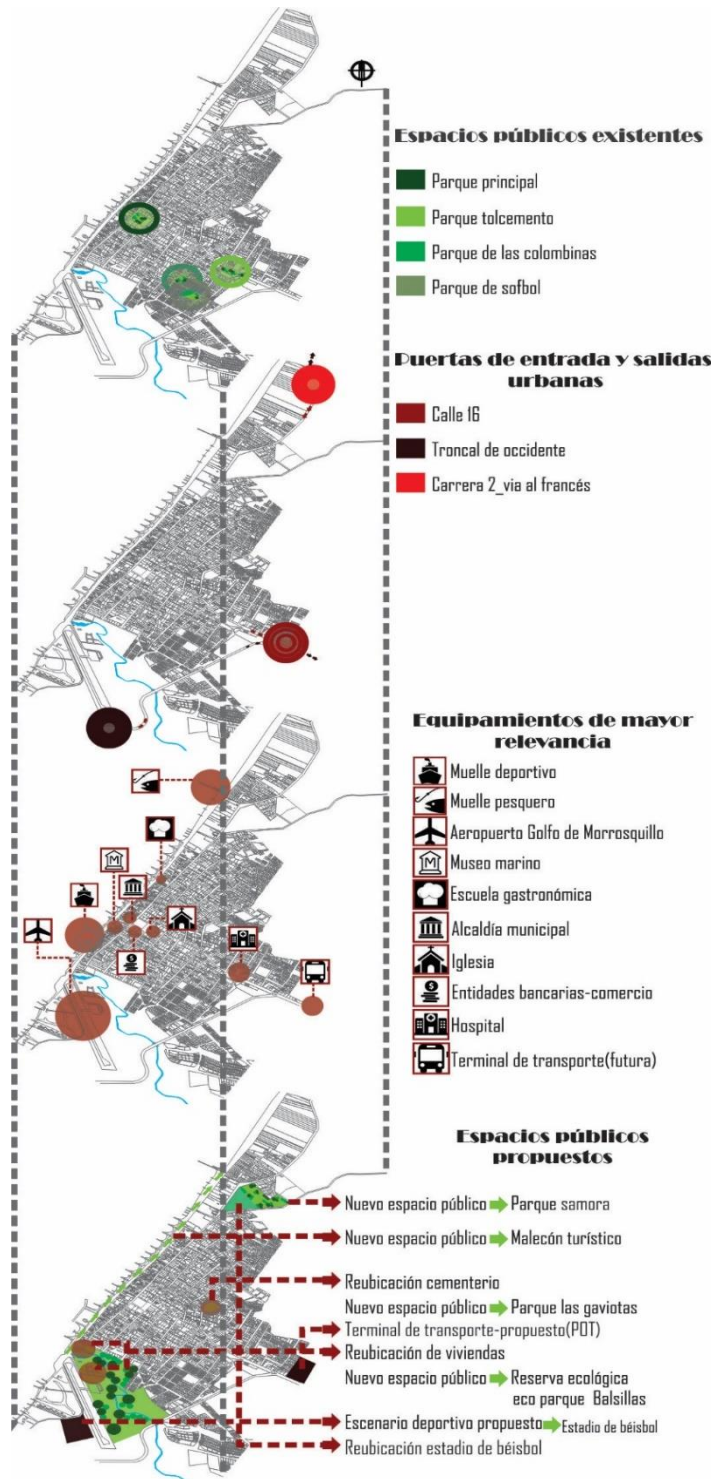 Espacios públicos existentes
Parque principal
Parque tolcemento
Parque de las colombinas
Parque de sofbol
Puertas de entrada y salidas
urbanas
Calle 16
Troncal de occidente
Carrera 2_via al francés
Equipamientos de mayor
relevancia
Muelle deportivo
Muelle pesquero
Aeropuerto Golfo de Morrosquillo
M Museo marino
Escuela gastronómica
Alcaldía municipal
Iglesia
$ Entidades bancarias-comercio
Hospital
Terminal de transporte(futura)
M
$
Espacios públicos
propuestos
Nuevo espacio público Parque samora
Nuevo espacio público Malecón turístico
Reubicación cementerio
Nuevo espacio público Parque las gaviotas
Terminal de transporte-propuesto(POT)
Reubicación de viviendas
Nuevo espacio público Reserva ecológica
eco parque Balsillas
Escenario deportivo propuesto Estadio de béisbol
Reubicación estadio de béisbol